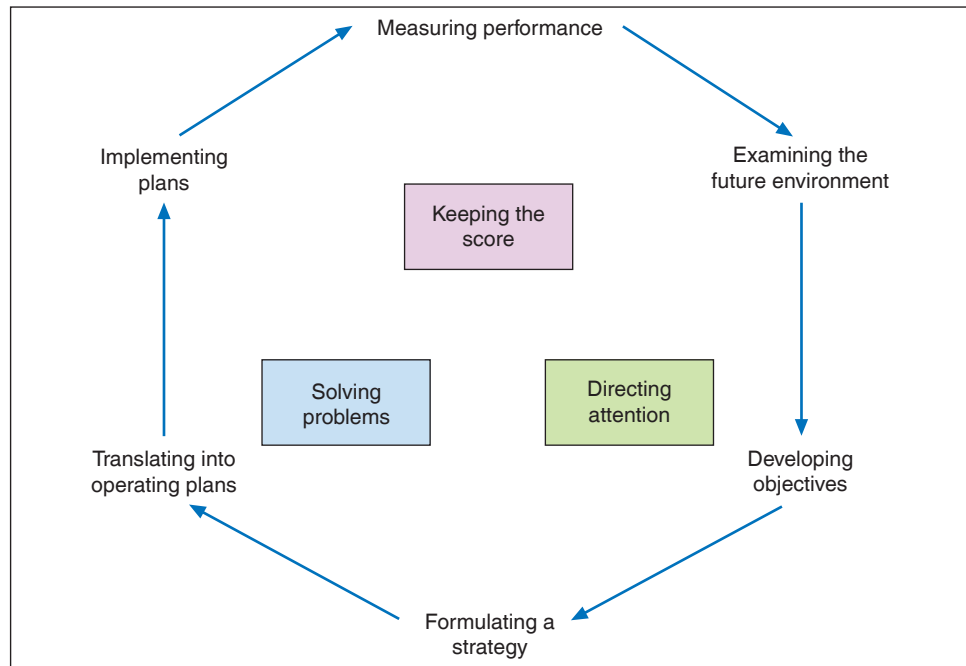 Measuring performance
Implementing
plans
Examining the
future environment
Keeping the
score
Solving
problems
Directing
attention
Translating into
operating plans
Developing
objectives
Formulating a
strategy